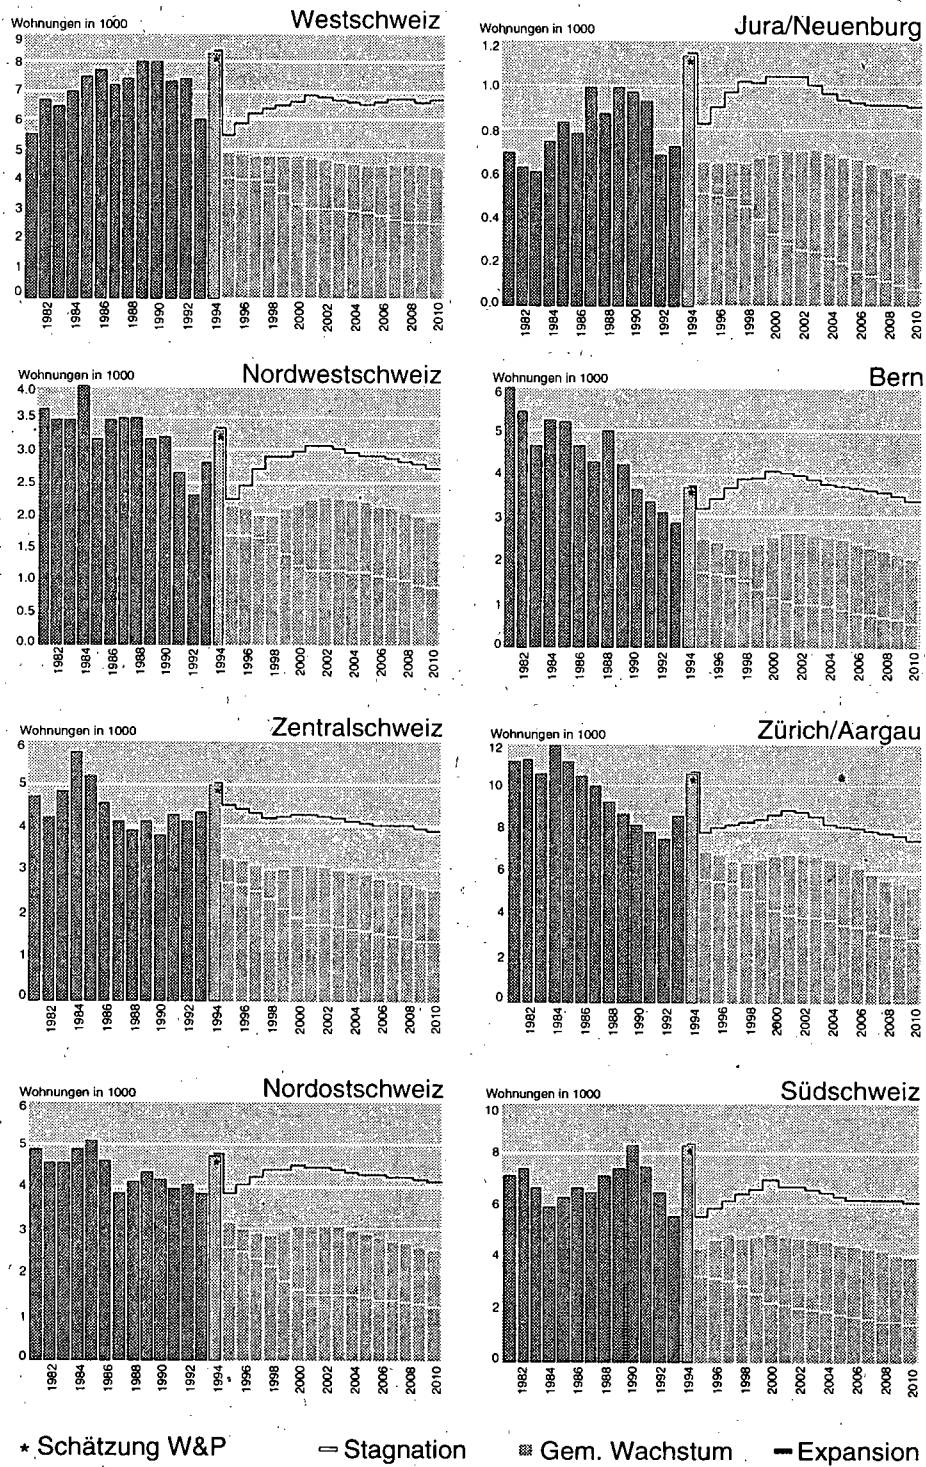 Westschweiz
Wohnungen in 1000
9
8
7
6
5
4
3
2
1
0
1982 1984 1986 1988 1990 1992 1994 1996 1998 2000 2002 2004 2006 2008 2010
Jura/Neuenburg
Wohnungen in 1000
1.2
1.0
0.8
0.6
0.4
0.2
0.0
1982 1984 1986 1988 1990 1992 1994 1996 1998 2000 2002 2004 2006 2008 2010
Nordwestschweiz
Wohnungen in 1000
4.0
3.5
3.0
2.5
2.0
1.5
1.0
0.5
0.0
1982 1984 1986 1988 1990 1992 1994 1996 1998 2000 2002 2004 2006 2008 2010
Bern
Wohnungen in 1000
6
5
4
3
2
1
0
1982 1984 1986 1988 1990 1992 1994 1996 1998 2000 2002 2004 2006 2008 2010
Zentralschweiz
Wohnungen in 1000
6
5
4
3
2
1
0
1982 1984 1986 1988 1990 1992 1994 1996 1998 2000 2002 2004 2006 2008 2010
Zürich/Aargau
Wohnungen in 1000
12
10
8
6
4
2
0
1982 1984 1986 1988 1990 1992 1994 1996 1998 2000 2002 2004 2006 2008 2010
Nordostschweiz
Wohnungen in 1000
6
5
4
3
2
1
0
1982 1984 1986 1988 1990 1992 1994 1996 1998 2000 2002 2004 2006 2008 2010
Südschweiz
Wohnungen in 1000
10
8
6
4
2
0
1982 1984 1986 1988 1990 1992 1994 1996 1998 2000 2002 2004 2006 2008 2010
* Schätzung W&P Stagnation Gem. Wachstum Expansion